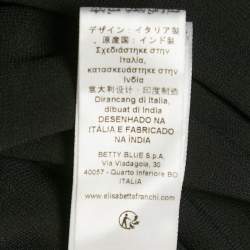 デザイン：イタリア製
原産国：インド製
Σχεδιάστηκε στην
Ιταλία,
κατασκευάστηκε στην
Ινδία
意大利设计·印度制造
Dirancang di Italia,
dibuat di India
DESENHADO NA
ITÁLIA E FABRICADO
NA ÍNDIA
BETTY BLUE S.p.A.
Via Viadagola, 30
40057 - Quarto Inferiore BO
ITALIA
www.elisabettafranchi.com